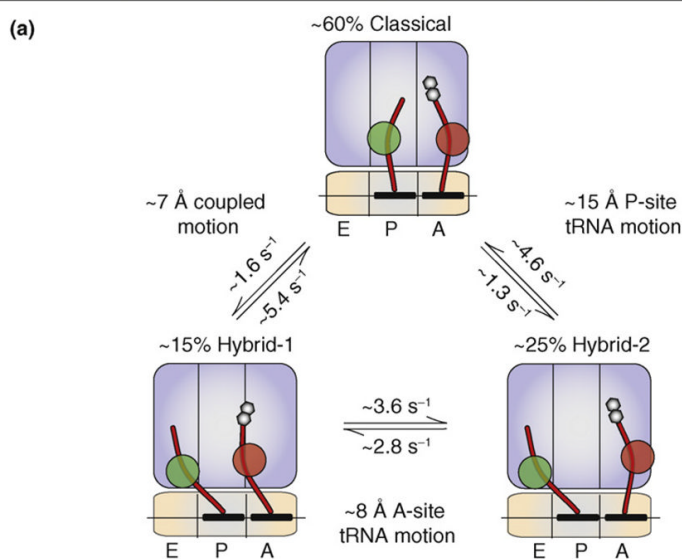 (a)
~60% Classical
E P A
~7 Å coupled
motion
~15 Å P-site
tRNA motion
~1.6 s⁻¹
~5.4 s⁻¹
~4.6 s⁻¹
~1.3 s⁻¹
~15% Hybrid-1
~25% Hybrid-2
~3.6 s⁻¹
~2.8 s⁻¹
~8 Å A-site
tRNA motion
E P A
E P A